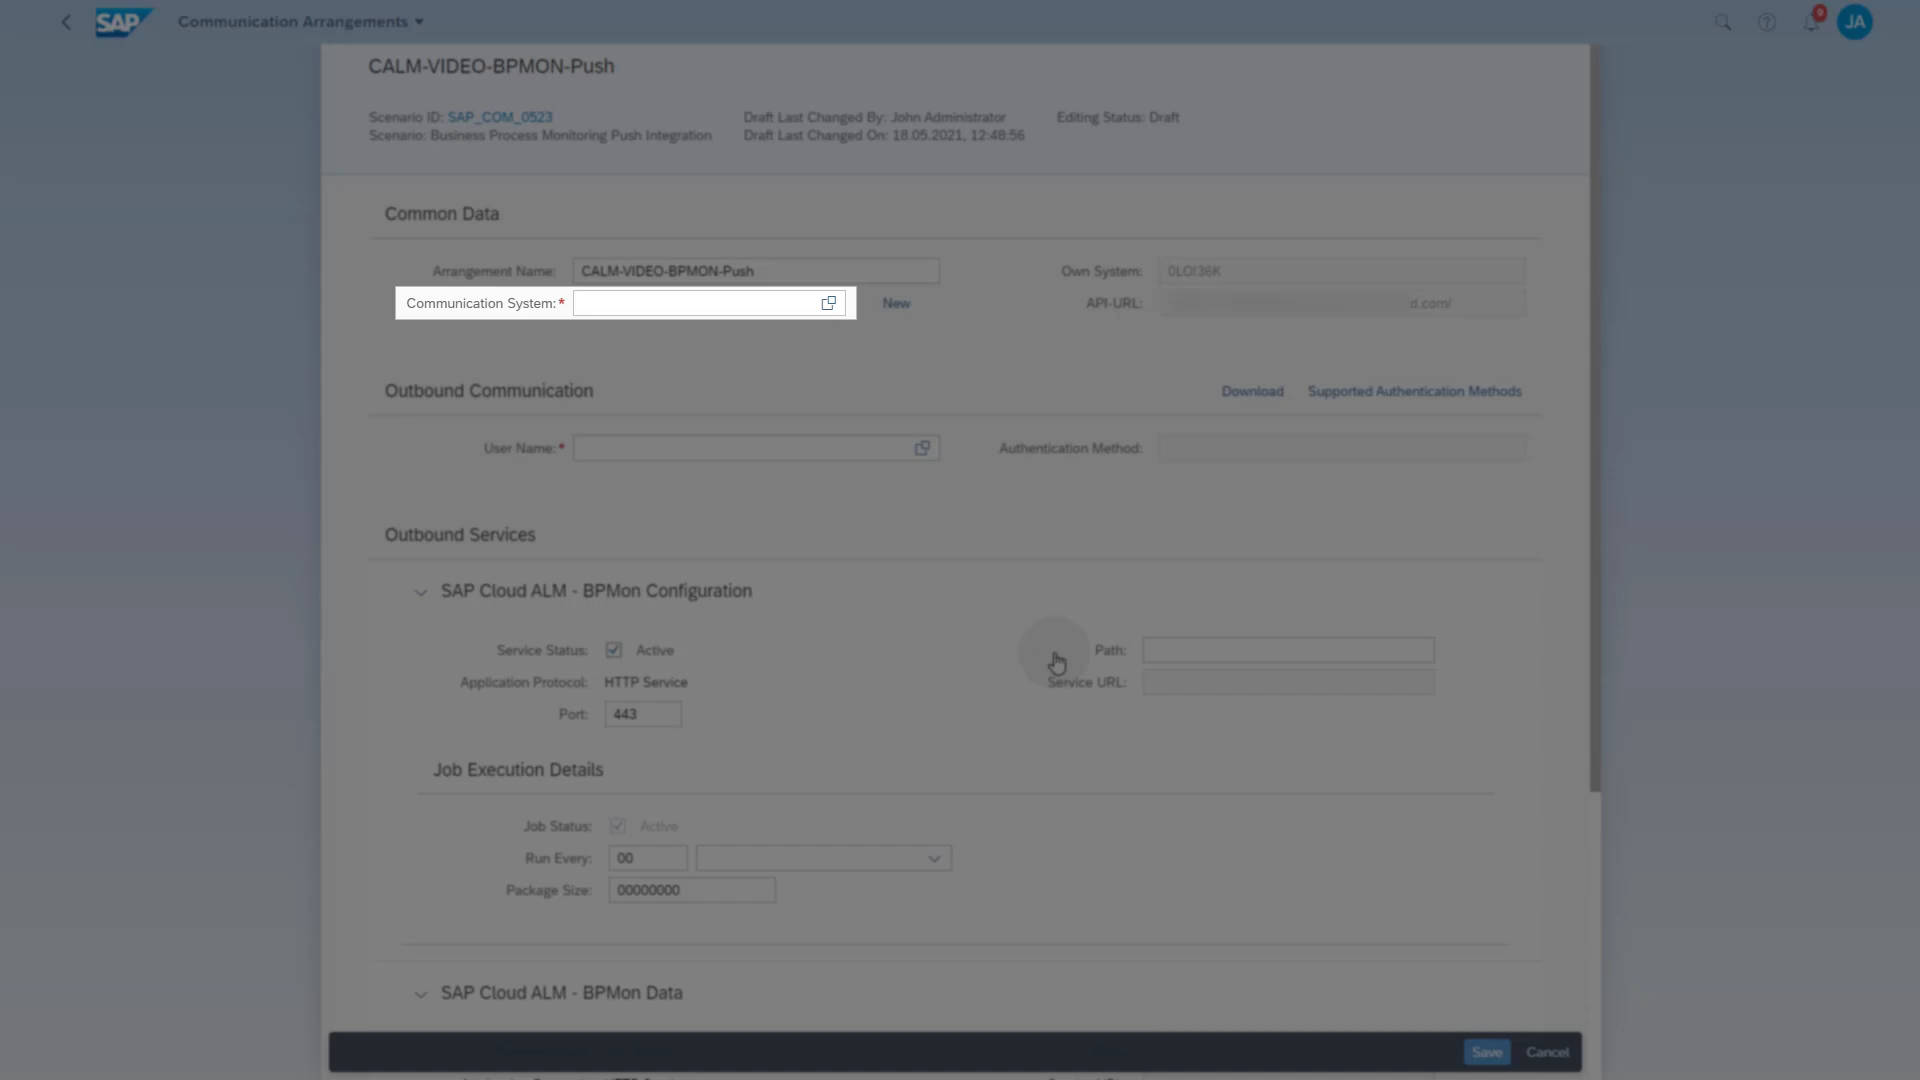 SAP Communication Arrangements
9
JA
CALM-VIDEO-BPMON-Push
Scenario ID: SAP_COM_0523
Scenario: Business Process Monitoring Push Integration
Draft Last Changed By: John Administrator
Draft Last Changed On: 18.05.2021, 12:48:56
Editing Status: Draft
Common Data
Arrangement Name: CALM-VIDEO-BPMON-Push
Communication System:* New
Own System: 0LOI36K
API-URL: d.com/
Outbound Communication
Download Supported Authentication Methods
User Name:*
Authentication Method:
Outbound Services
SAP Cloud ALM - BPMon Configuration
Service Status: Active
Application Protocol: HTTP Service
Port: 443
Path:
Service URL:
Job Execution Details
Job Status: Active
Run Every: 00
Package Size: 00000000
SAP Cloud ALM - BPMon Data
Save Cancel